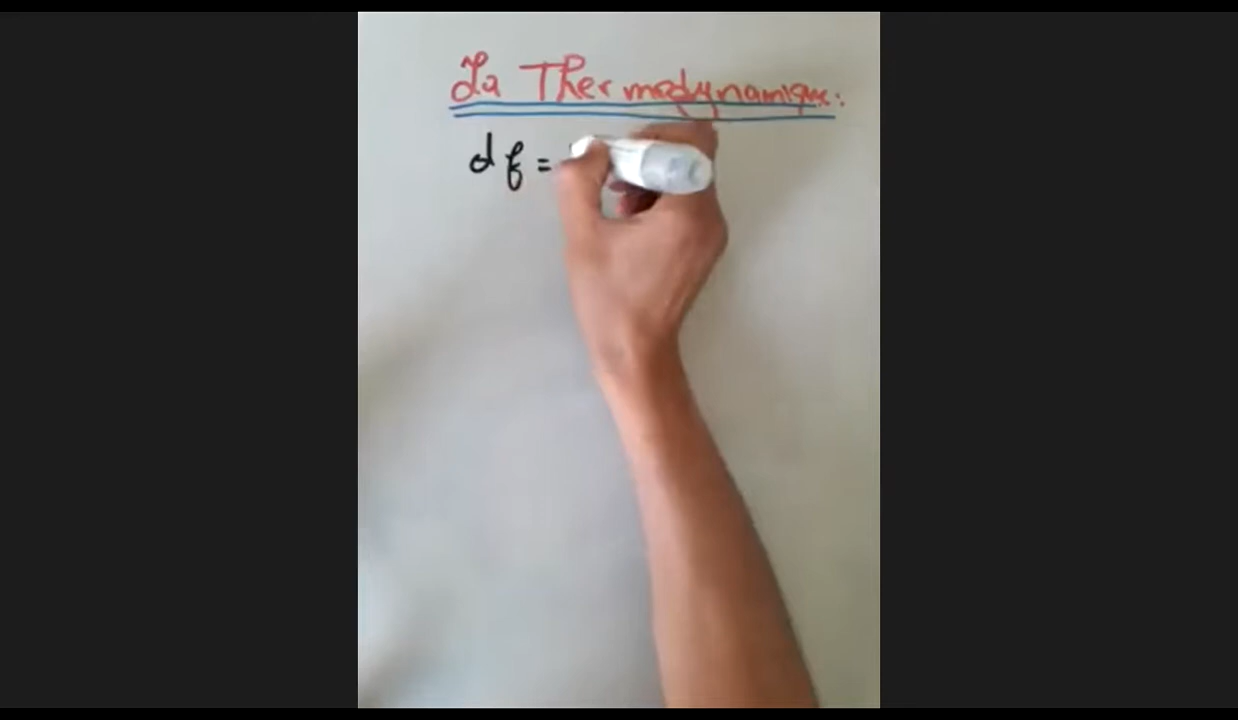 La Thermodynamique:
df =